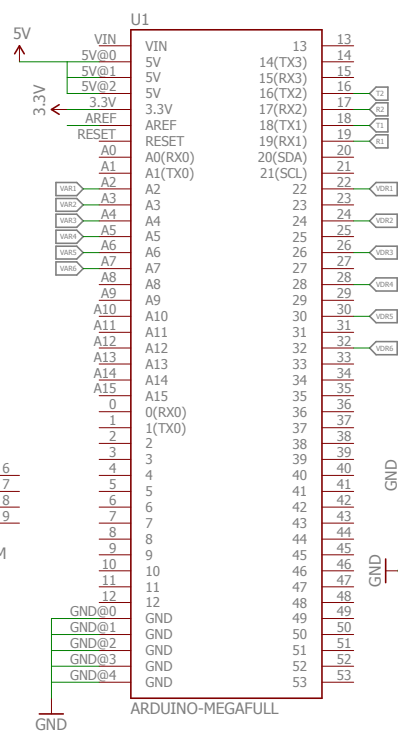 U1
5V
VIN VIN 13 13
5V@0 5V 14(TX3) 14
5V@1 5V 15(RX3) 15
5V@2 5V 16(TX2) 16 T2
3.3V 3.3V 3.3V 17(RX2) 17 R2
AREF AREF 18(TX1) 18 T1
RESET RESET 19(RX1) 19 R1
A0 A0(RX0) 20(SDA) 20
A1 A1(TX0) 21(SCL) 21
VAR1 A2 A2 22 22 VDR1
VAR2 A3 A3 23 23
VAR3 A4 A4 24 24 VDR2
VAR4 A5 A5 25 25
VAR5 A6 A6 26 26 VDR3
VAR6 A7 A7 27 27
A8 A8 28 28 VDR4
A9 A9 29 29
A10 A10 30 30 VDR5
A11 A11 31 31
A12 A12 32 32 VDR6
A13 A13 33 33
A14 A14 34 34
A15 A15 35 35
0 0(RX0) 36 36
1 1(TX0) 37 37
2 2 38 38
3 3 39 39
6 4 4 40 40 GND
7 5 5 41 41
8 6 6 42 42
9 7 7 43 43
8 8 44 44
M 9 9 45 45
10 10 46 46 GND
11 11 47 47
12 12 48 48
GND@0 GND 49 49
GND@1 GND 50 50
GND@2 GND 51 51
GND@3 GND 52 52
GND@4 GND 53 53
ARDUINO-MEGAFULL
GND